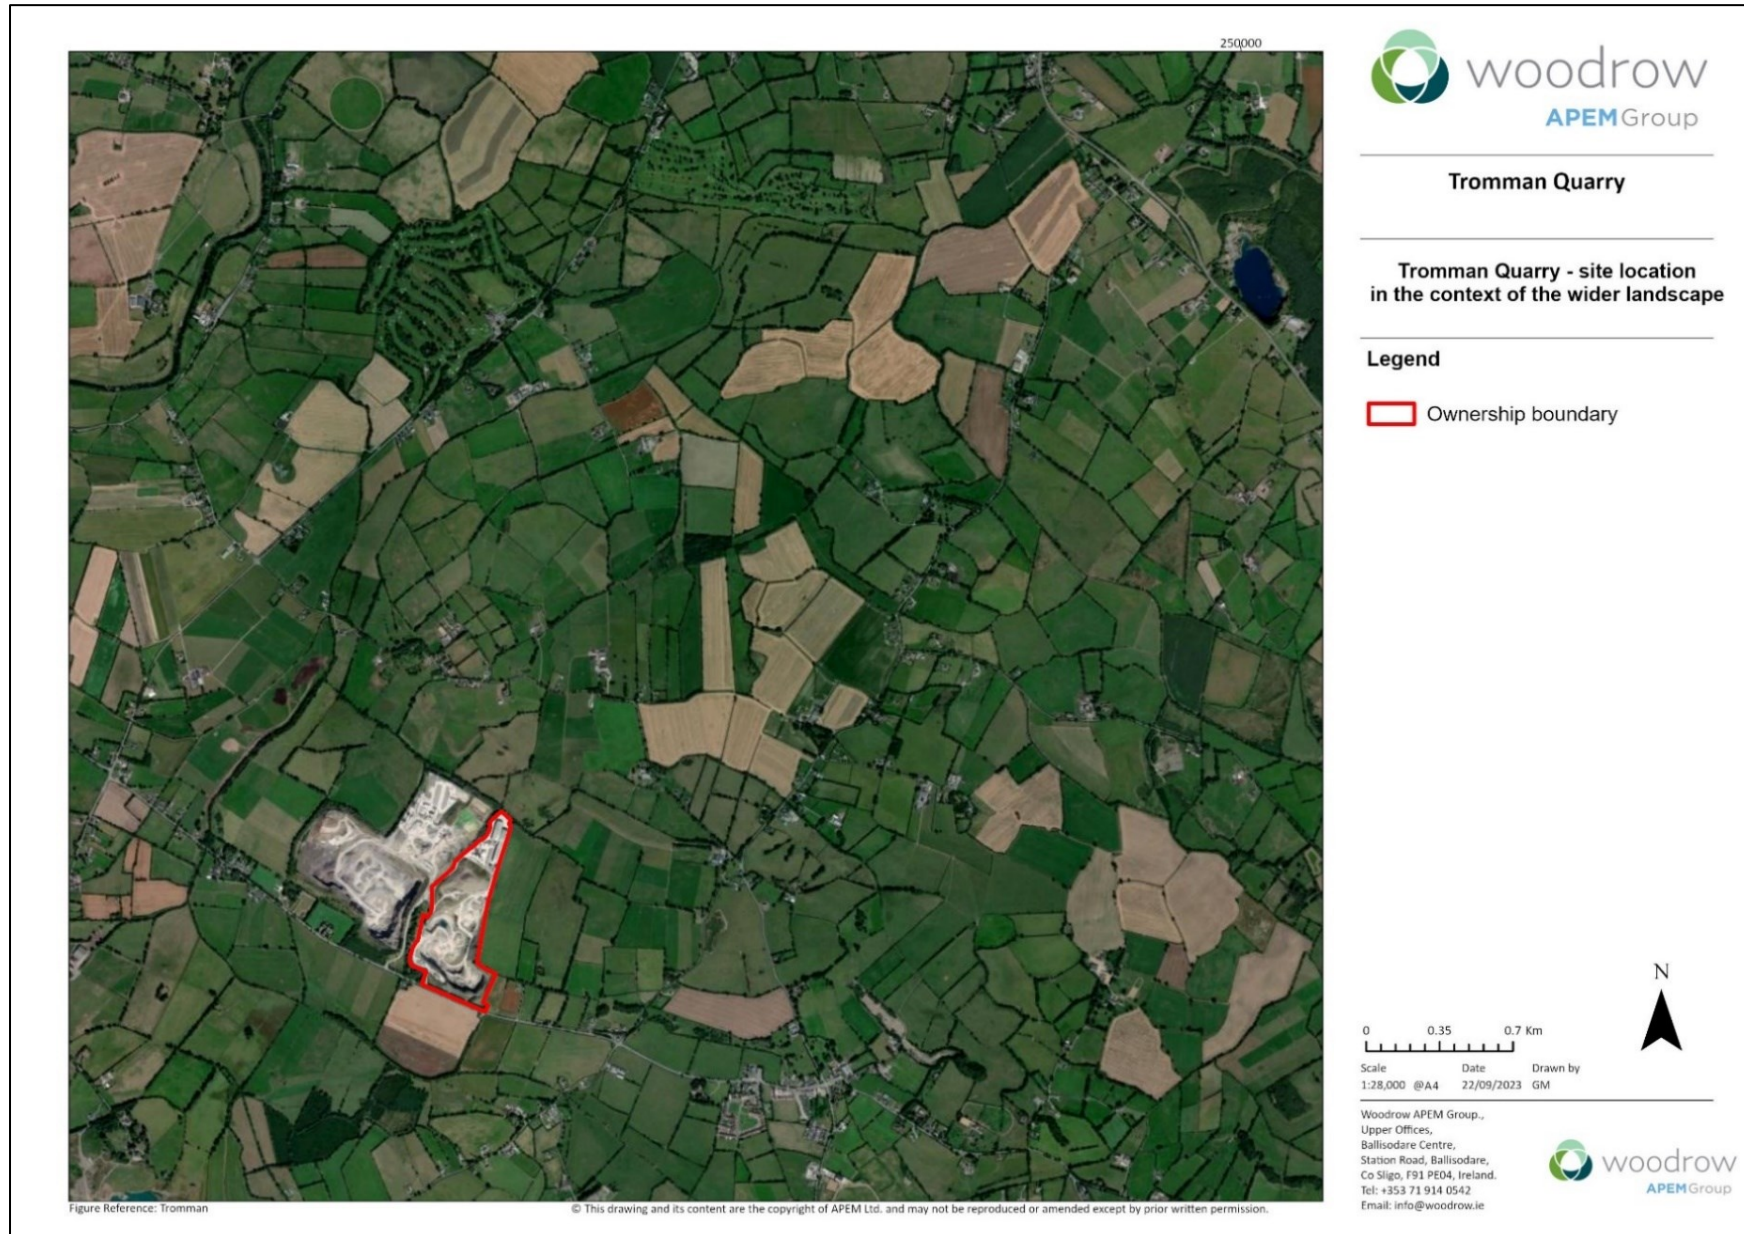 250000
woodrow
APEMGroup
Tromman Quarry
Tromman Quarry - site location
in the context of the wider landscape
Legend
Ownership boundary
N
0 0.35 0.7 Km
Scale Date Drawn by
1:28,000 @A4 22/09/2023 GM
Woodrow APEM Group.,
Upper Offices,
Ballisodare Centre,
Station Road, Ballisodare,
Co Sligo, F91 PE04, Ireland.
Tel: +353 71 914 0542
Email: info@woodrow.ie
woodrow
APEMGroup
Figure Reference: Tromman
© This drawing and its content are the copyright of APEM Ltd. and may not be reproduced or amended except by prior written permission.